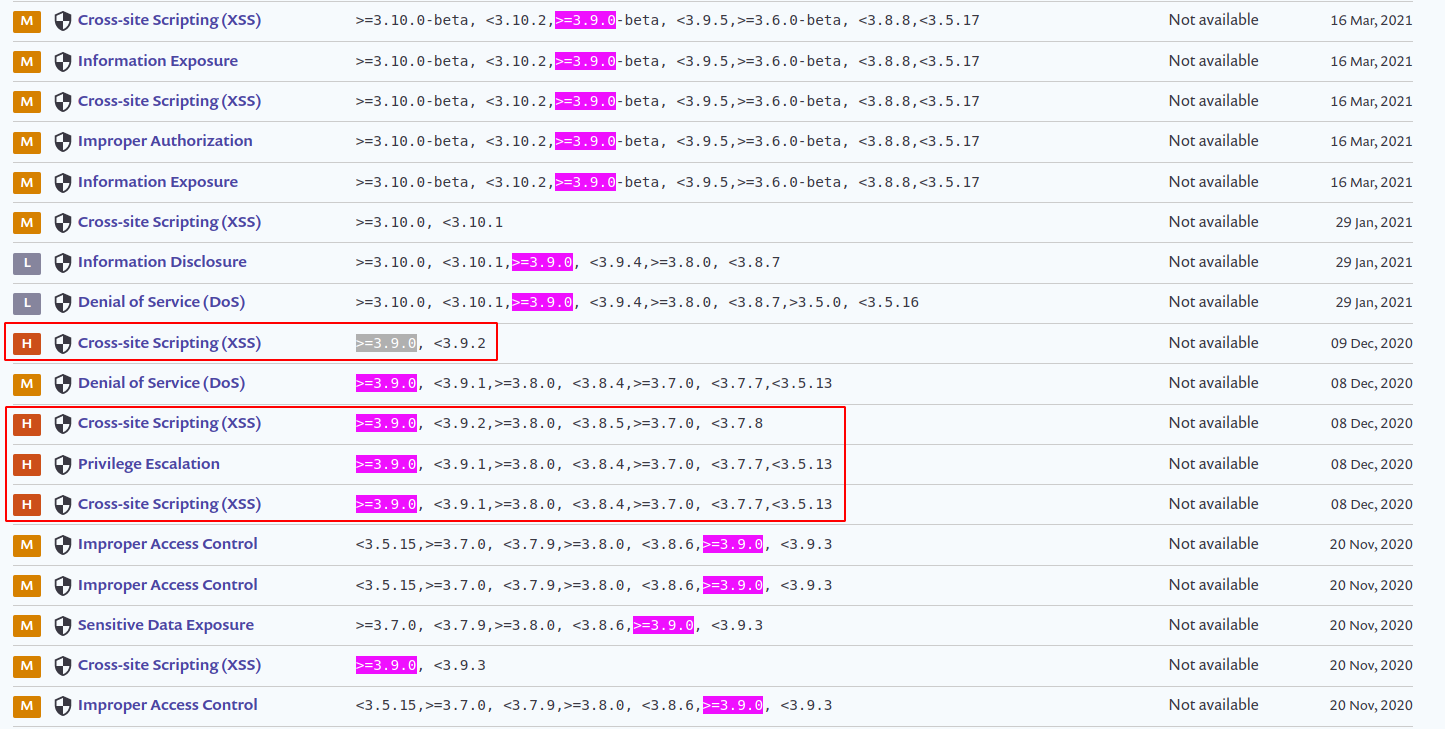 M Cross-site Scripting (XSS) >=3.10.0-beta, <3.10.2,>=3.9.0-beta, <3.9.5,>=3.6.0-beta, <3.8.8,<3.5.17 Not available 16 Mar, 2021
M Information Exposure >=3.10.0-beta, <3.10.2,>=3.9.0-beta, <3.9.5,>=3.6.0-beta, <3.8.8,<3.5.17 Not available 16 Mar, 2021
M Cross-site Scripting (XSS) >=3.10.0-beta, <3.10.2,>=3.9.0-beta, <3.9.5,>=3.6.0-beta, <3.8.8,<3.5.17 Not available 16 Mar, 2021
M Improper Authorization >=3.10.0-beta, <3.10.2,>=3.9.0-beta, <3.9.5,>=3.6.0-beta, <3.8.8,<3.5.17 Not available 16 Mar, 2021
M Information Exposure >=3.10.0-beta, <3.10.2,>=3.9.0-beta, <3.9.5,>=3.6.0-beta, <3.8.8,<3.5.17 Not available 16 Mar, 2021
M Cross-site Scripting (XSS) >=3.10.0, <3.10.1 Not available 29 Jan, 2021
L Information Disclosure >=3.10.0, <3.10.1,>=3.9.0, <3.9.4,>=3.8.0, <3.8.7 Not available 29 Jan, 2021
L Denial of Service (DoS) >=3.10.0, <3.10.1,>=3.9.0, <3.9.4,>=3.8.0, <3.8.7,>3.5.0, <3.5.16 Not available 29 Jan, 2021
H Cross-site Scripting (XSS) >=3.9.0, <3.9.2 Not available 09 Dec, 2020
M Denial of Service (DoS) >=3.9.0, <3.9.1,>=3.8.0, <3.8.4,>=3.7.0, <3.7.7,<3.5.13 Not available 08 Dec, 2020
H Cross-site Scripting (XSS) >=3.9.0, <3.9.2,>=3.8.0, <3.8.5,>=3.7.0, <3.7.8 Not available 08 Dec, 2020
H Privilege Escalation >=3.9.0, <3.9.1,>=3.8.0, <3.8.4,>=3.7.0, <3.7.7,<3.5.13 Not available 08 Dec, 2020
H Cross-site Scripting (XSS) >=3.9.0, <3.9.1,>=3.8.0, <3.8.4,>=3.7.0, <3.7.7,<3.5.13 Not available 08 Dec, 2020
M Improper Access Control <3.5.15,>=3.7.0, <3.7.9,>=3.8.0, <3.8.6,>=3.9.0, <3.9.3 Not available 20 Nov, 2020
M Improper Access Control <3.5.15,>=3.7.0, <3.7.9,>=3.8.0, <3.8.6,>=3.9.0, <3.9.3 Not available 20 Nov, 2020
M Sensitive Data Exposure >=3.7.0, <3.7.9,>=3.8.0, <3.8.6,>=3.9.0, <3.9.3 Not available 20 Nov, 2020
M Cross-site Scripting (XSS) >=3.9.0, <3.9.3 Not available 20 Nov, 2020
M Improper Access Control <3.5.15,>=3.7.0, <3.7.9,>=3.8.0, <3.8.6,>=3.9.0, <3.9.3 Not available 20 Nov, 2020